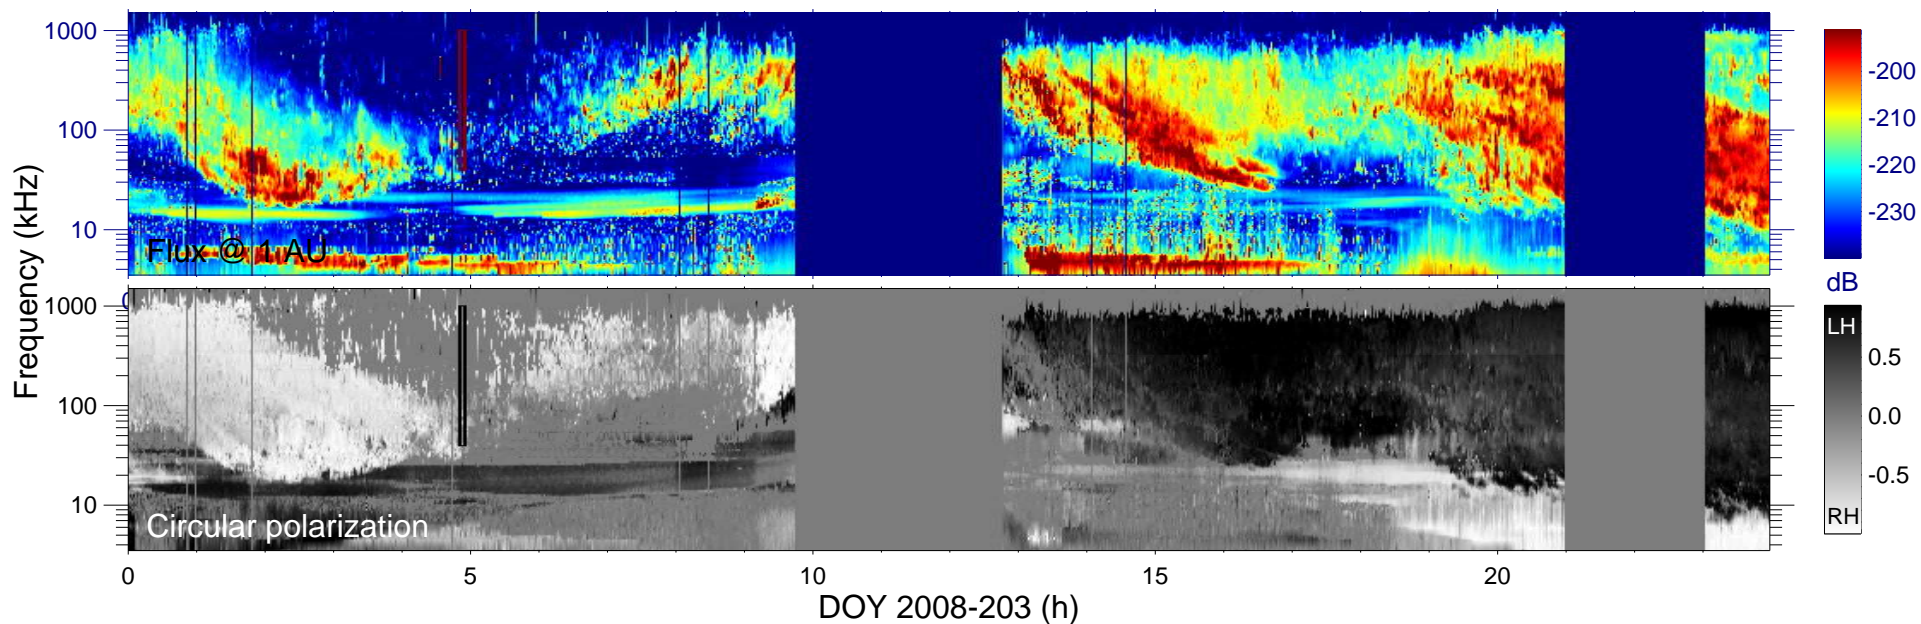 1000
100
10
Flux @ 1 AU
-200
-210
-220
-230
dB
0
1000
100
10
Circular polarization
LH
0.5
0.0
-0.5
RH
Frequency (kHz)
0 5 10 15 20
DOY 2008-203 (h)